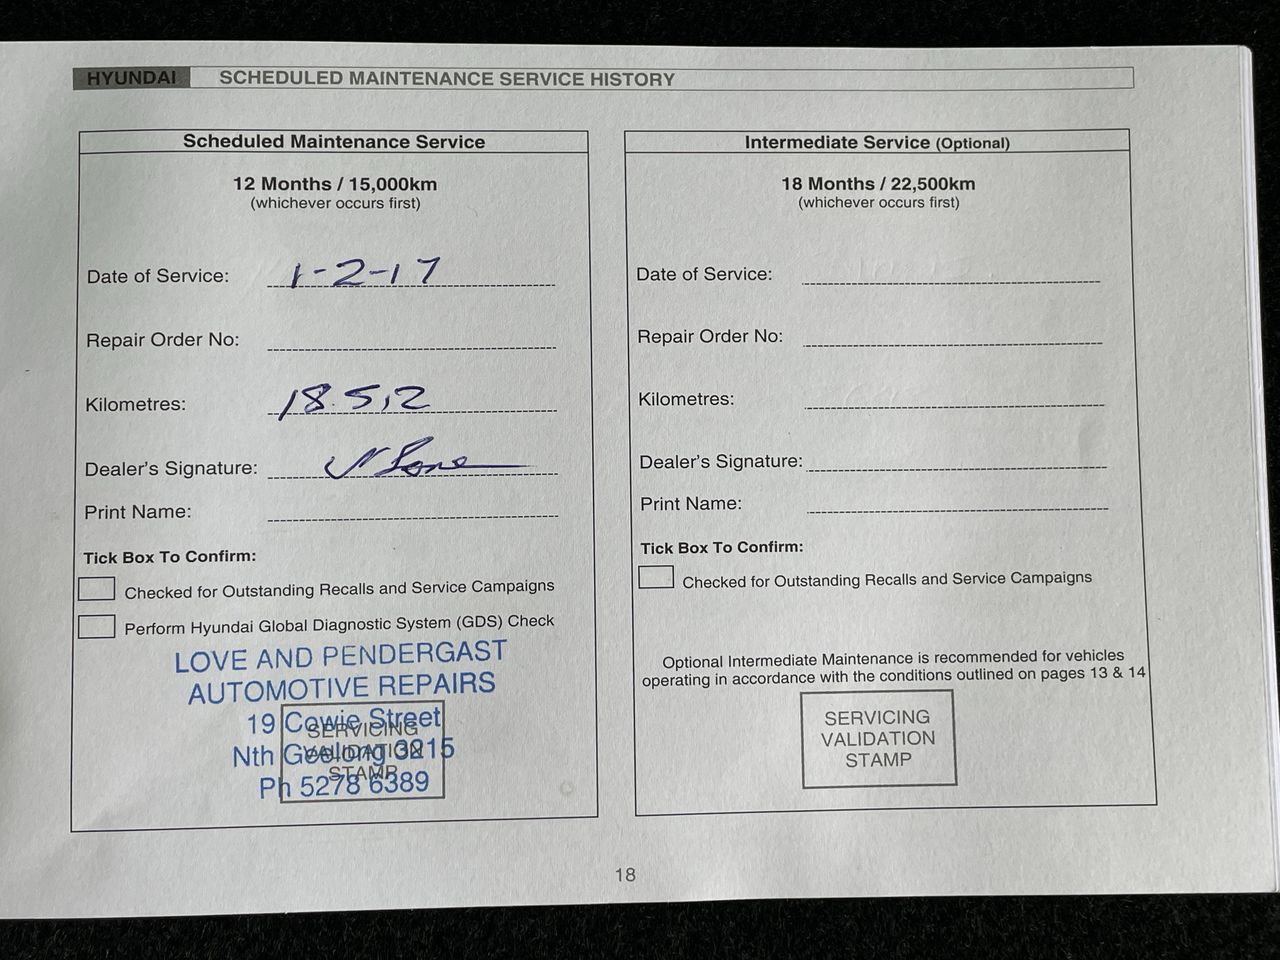 HYUNDAI SCHEDULED MAINTENANCE SERVICE HISTORY
Scheduled Maintenance Service
12 Months / 15,000km
(whichever occurs first)
Date of Service: 1-2-17
Repair Order No:
Kilometres: 18512
Dealer's Signature:
Print Name:
Tick Box To Confirm:
Checked for Outstanding Recalls and Service Campaigns
Perform Hyundai Global Diagnostic System (GDS) Check
LOVE AND PENDERGAST
AUTOMOTIVE REPAIRS
19 Cowie Street
Nth Geelong 3215
Ph 5278 6389
SERVICING
VALIDATION
STAMP
Intermediate Service (Optional)
18 Months / 22,500km
(whichever occurs first)
Date of Service:
Repair Order No:
Kilometres:
Dealer's Signature:
Print Name:
Tick Box To Confirm:
Checked for Outstanding Recalls and Service Campaigns
Optional Intermediate Maintenance is recommended for vehicles
operating in accordance with the conditions outlined on pages 13 & 14
SERVICING
VALIDATION
STAMP
18